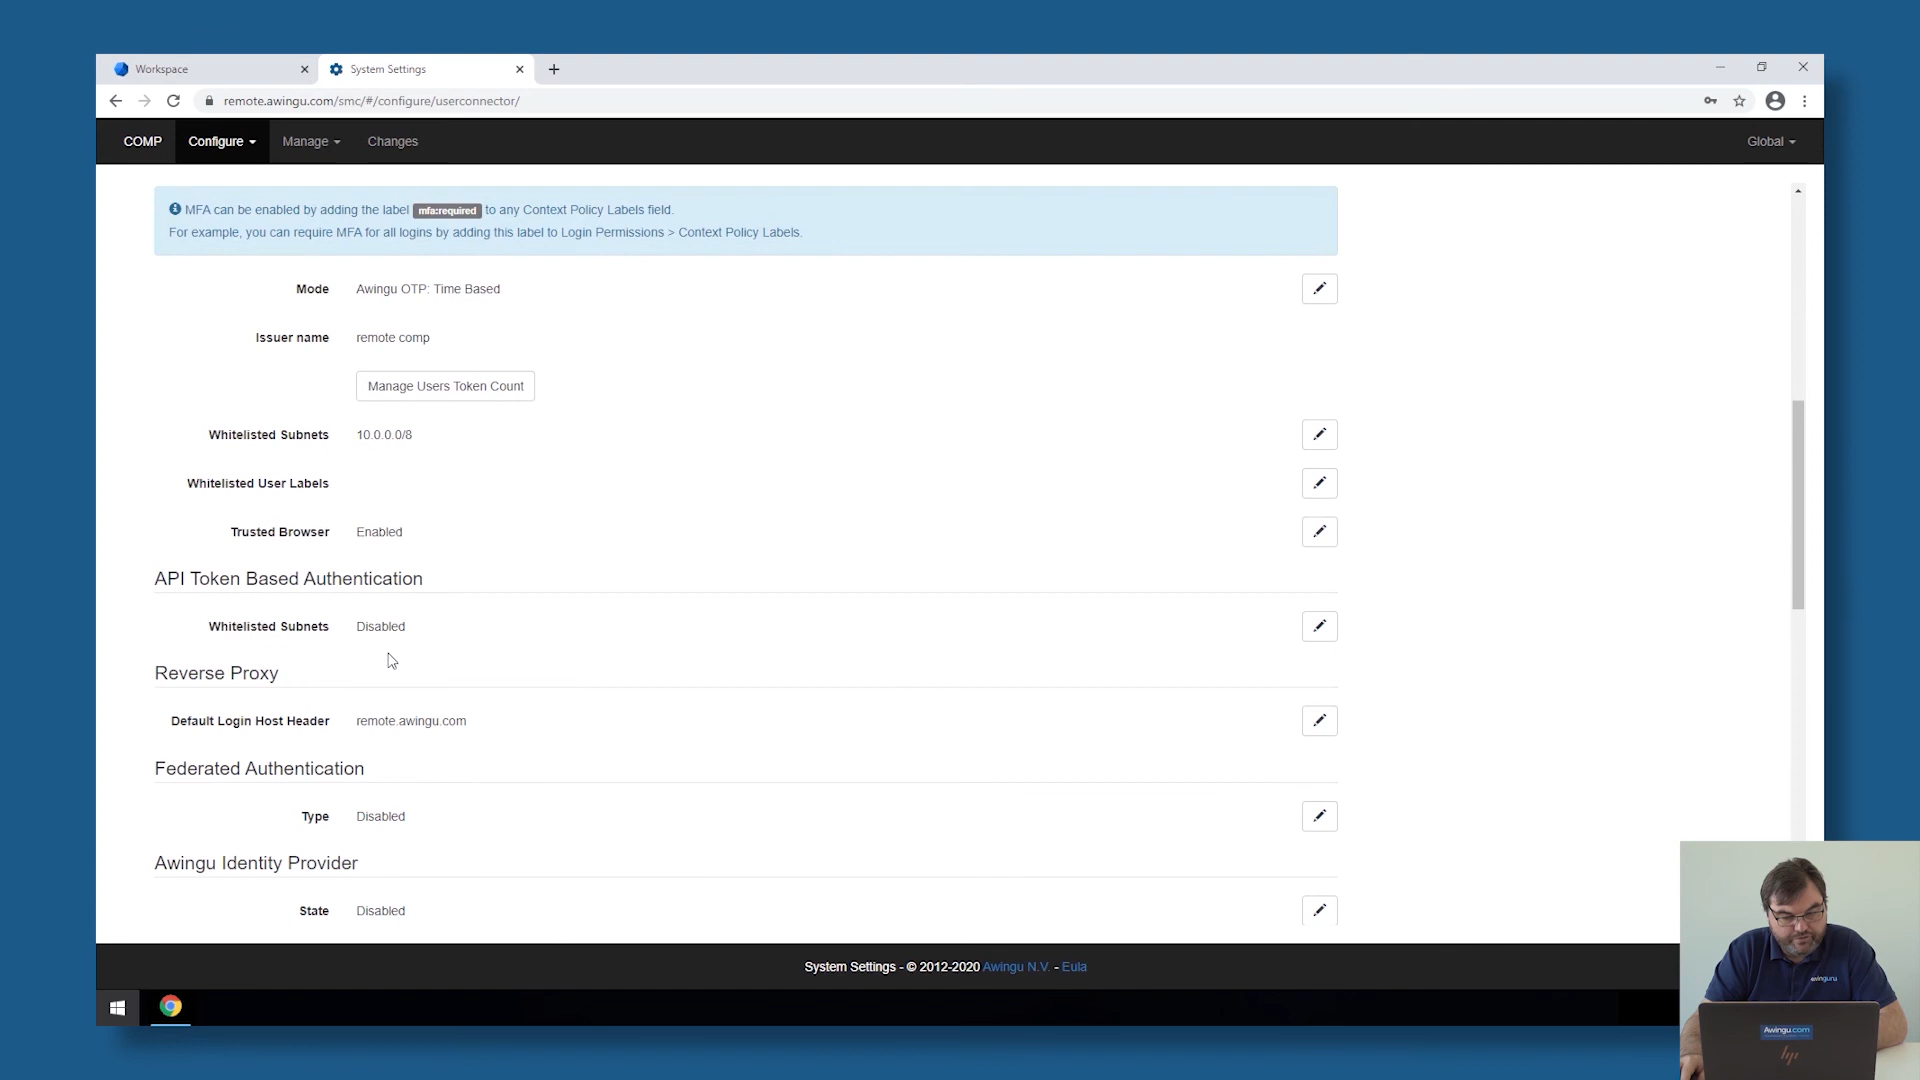 Workspace
System Settings
remote.awingu.com/smc/#/configure/userconnector/
COMP Configure Manage Changes Global
MFA can be enabled by adding the label mfa:required to any Context Policy Labels field.
For example, you can require MFA for all logins by adding this label to Login Permissions > Context Policy Labels.
Mode Awingu OTP: Time Based
Issuer name remote comp
Manage Users Token Count
Whitelisted Subnets 10.0.0.0/8
Whitelisted User Labels
Trusted Browser Enabled
API Token Based Authentication
Whitelisted Subnets Disabled
Reverse Proxy
Default Login Host Header remote.awingu.com
Federated Authentication
Type Disabled
Awingu Identity Provider
State Disabled
System Settings - © 2012-2020 Awingu N.V. - Eula
Awingu.com
hp